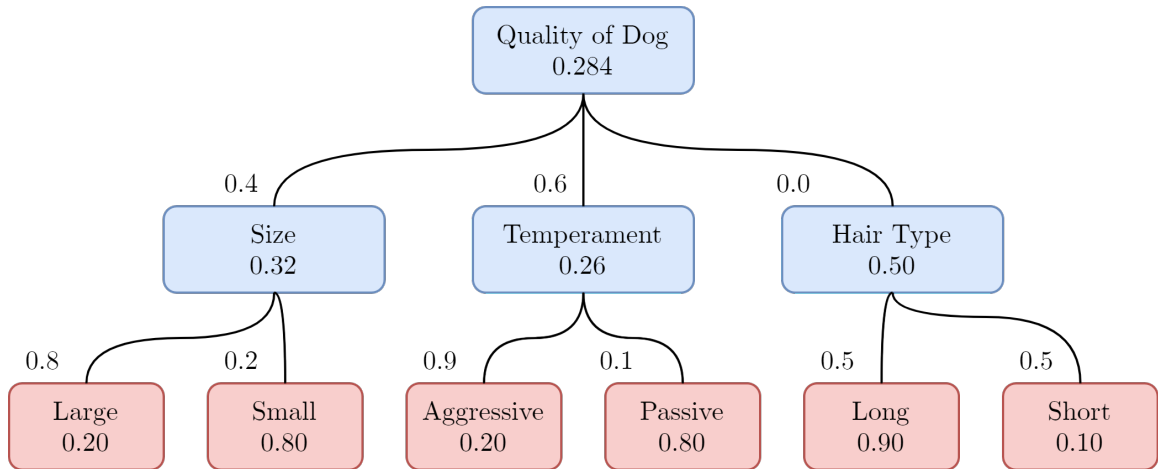 Quality of Dog
0.284
0.4
0.6
0.0
Size
0.32
Temperament
0.26
Hair Type
0.50
0.8
0.2
0.9
0.1
0.5
0.5
Large
0.20
Small
0.80
Aggressive
0.20
Passive
0.80
Long
0.90
Short
0.10